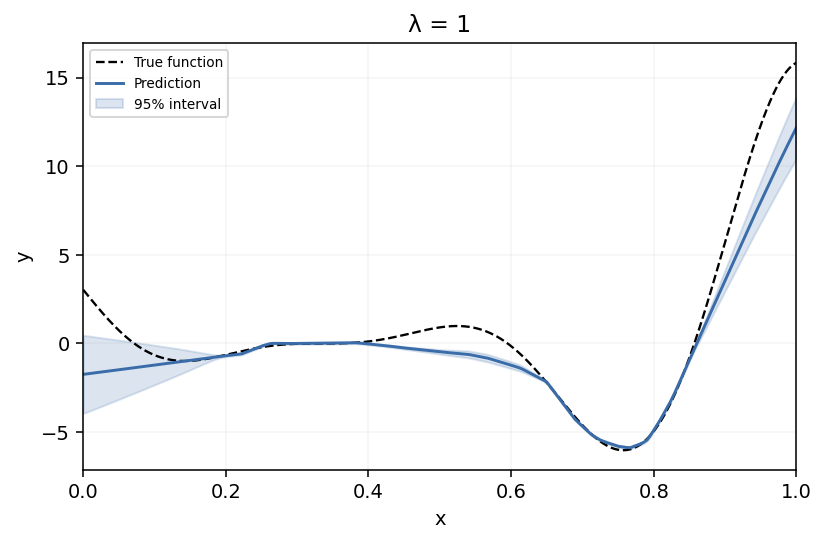 λ = 1
True function
Prediction
95% interval
y
15
10
5
0
−5
0.0 0.2 0.4 0.6 0.8 1.0
x